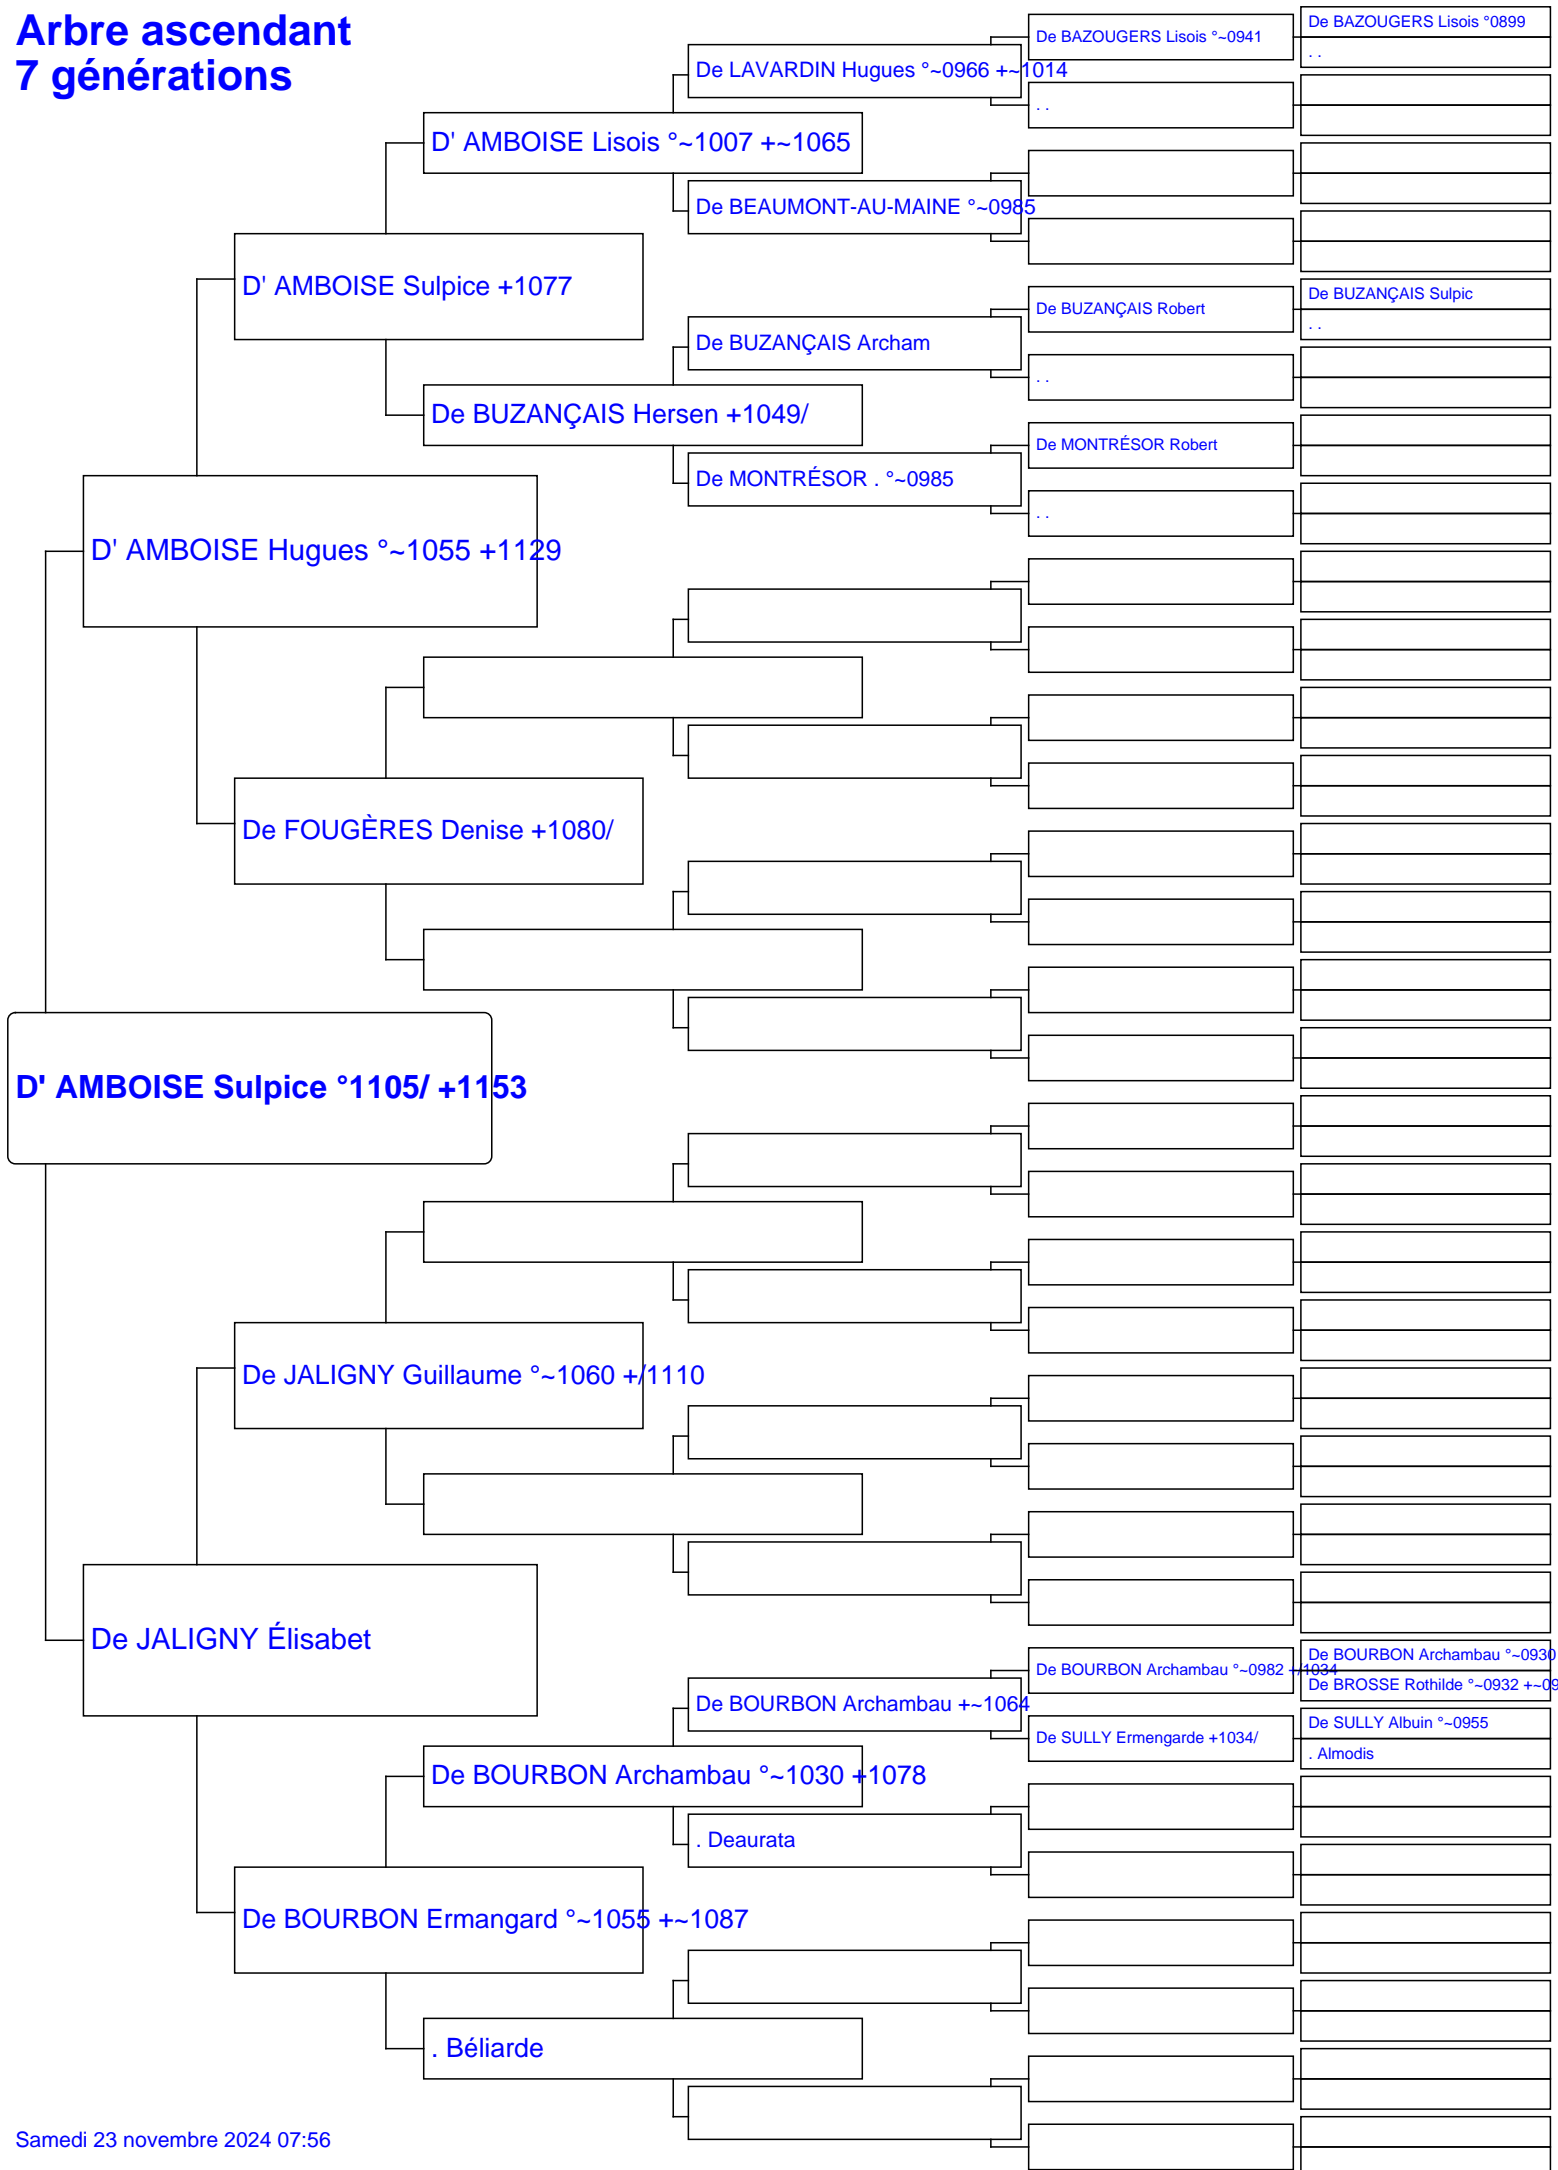 Arbre ascendant
7 générations
De BAZOUGERS Lisois °0899
De BAZOUGERS Lisois °~0941
. .
De LAVARDIN Hugues °~0966 +~1014
. .
D' AMBOISE Lisois °~1007 +~1065
De BEAUMONT-AU-MAINE °~0985
D' AMBOISE Sulpice +1077
De BUZANÇAIS Sulpic
De BUZANÇAIS Robert
. .
De BUZANÇAIS Archam
. .
De BUZANÇAIS Hersen +1049/
De MONTRÉSOR Robert
De MONTRÉSOR . °~0985
. .
D' AMBOISE Hugues °~1055 +1129
De FOUGÈRES Denise +1080/
D' AMBOISE Sulpice °1105/ +1153
De JALIGNY Guillaume °~1060 +/1110
De JALIGNY Élisabet
De BOURBON Archambau °~0930
De BOURBON Archambau °~0982 +/1034
De BROSSE Rothilde °~0932 +~09
De BOURBON Archambau +~1064
De SULLY Albuin °~0955
De SULLY Ermengarde +1034/
. Almodis
De BOURBON Archambau °~1030 +1078
. Deaurata
De BOURBON Ermangard °~1055 +~1087
. Béliarde
Samedi 23 novembre 2024 07:56